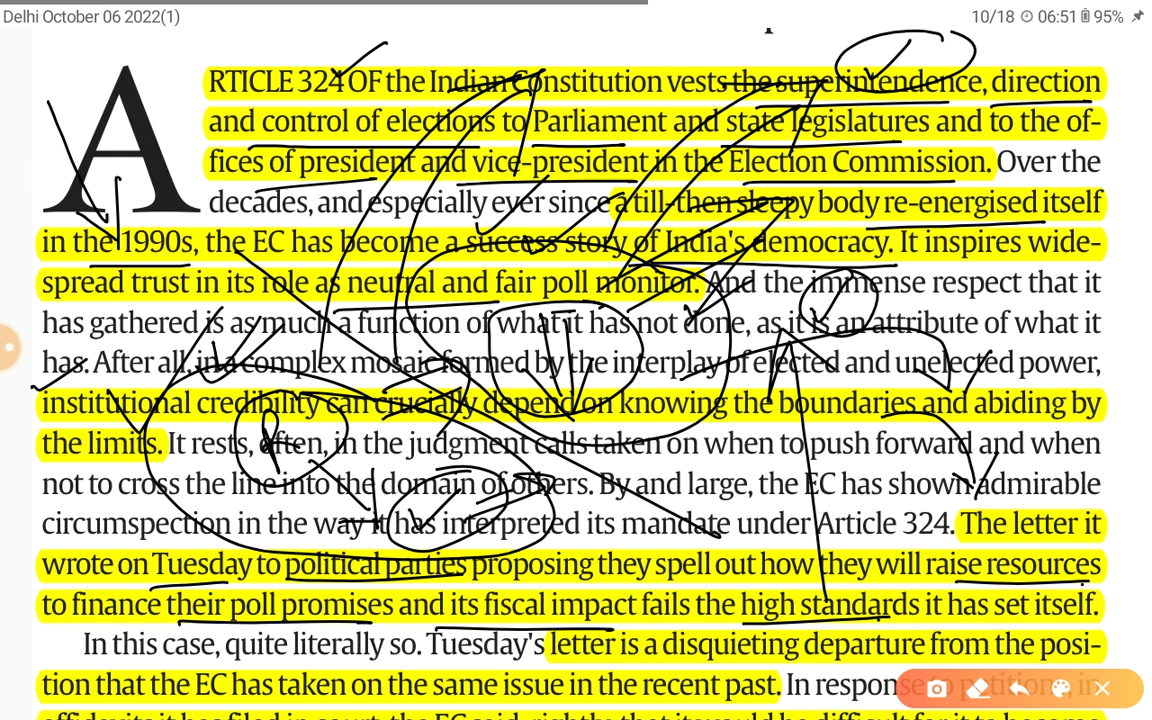 Delhi October 06 2022(1)
10/18 06:51 95%
ARTICLE 324 OF the Indian Constitution vests the superintendence, direction
and control of elections to Parliament and state legislatures and to the of-
fices of president and vice-president in the Election Commission. Over the
decades, and especially ever since a till-then sleepy body re-energised itself
in the 1990s, the EC has become a success story of India's democracy. It inspires wide-
spread trust in its role as neutral and fair poll monitor. And the immense respect that it
has gathered is as much a function of what it has not done, as it is an attribute of what it
has. After all, in a complex mosaic formed by the interplay of elected and unelected power,
institutional credibility can crucially depend on knowing the boundaries and abiding by
the limits. It rests, often, in the judgment calls taken on when to push forward and when
not to cross the line into the domain of others. By and large, the EC has shown admirable
circumspection in the way it has interpreted its mandate under Article 324. The letter it
wrote on Tuesday to political parties proposing they spell out how they will raise resources
to finance their poll promises and its fiscal impact fails the high standards it has set itself.
In this case, quite literally so. Tuesday's letter is a disquieting departure from the posi-
tion that the EC has taken on the same issue in the recent past. In response to petitions, in